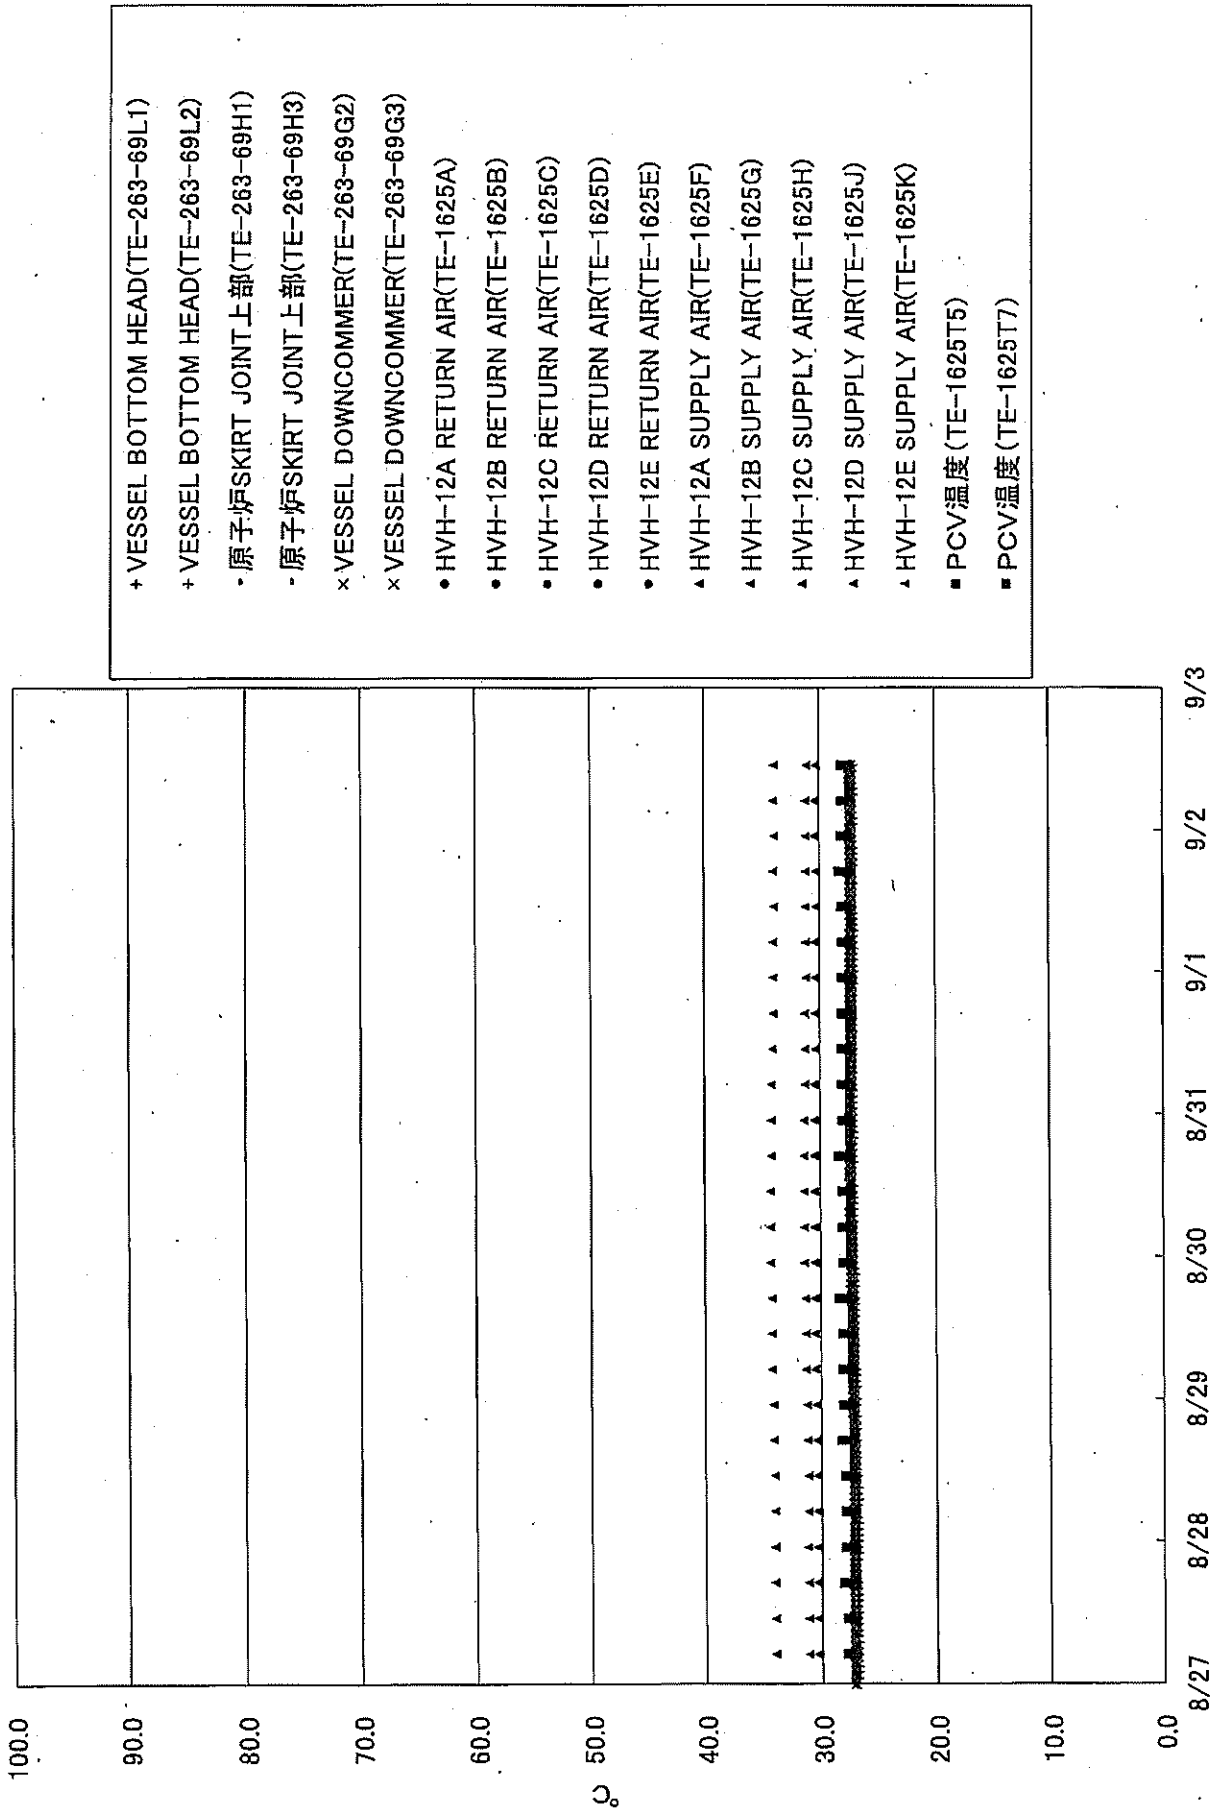 100.0
90.0
80.0
70.0
60.0
50.0
40.0
30.0
20.0
10.0
0.0
℃
8/27
8/28
8/29
8/30
8/31
9/1
9/2
9/3
+ VESSEL BOTTOM HEAD(TE-263-69L1)
+ VESSEL BOTTOM HEAD(TE-263-69L2)
- 原子炉SKIRT JOINT上部(TE-263-69H1)
- 原子炉SKIRT JOINT上部(TE-263-69H3)
× VESSEL DOWNCOMMER(TE-263-69G2)
× VESSEL DOWNCOMMER(TE-263-69G3)
● HVH-12A RETURN AIR(TE-1625A)
● HVH-12B RETURN AIR(TE-1625B)
● HVH-12C RETURN AIR(TE-1625C)
● HVH-12D RETURN AIR(TE-1625D)
● HVH-12E RETURN AIR(TE-1625E)
▲ HVH-12A SUPPLY AIR(TE-1625F)
▲ HVH-12B SUPPLY AIR(TE-1625G)
▲ HVH-12C SUPPLY AIR(TE-1625H)
▲ HVH-12D SUPPLY AIR(TE-1625J)
▲ HVH-12E SUPPLY AIR(TE-1625K)
■ PCV温度(TE-1625T5)
■ PCV温度(TE-1625T7)